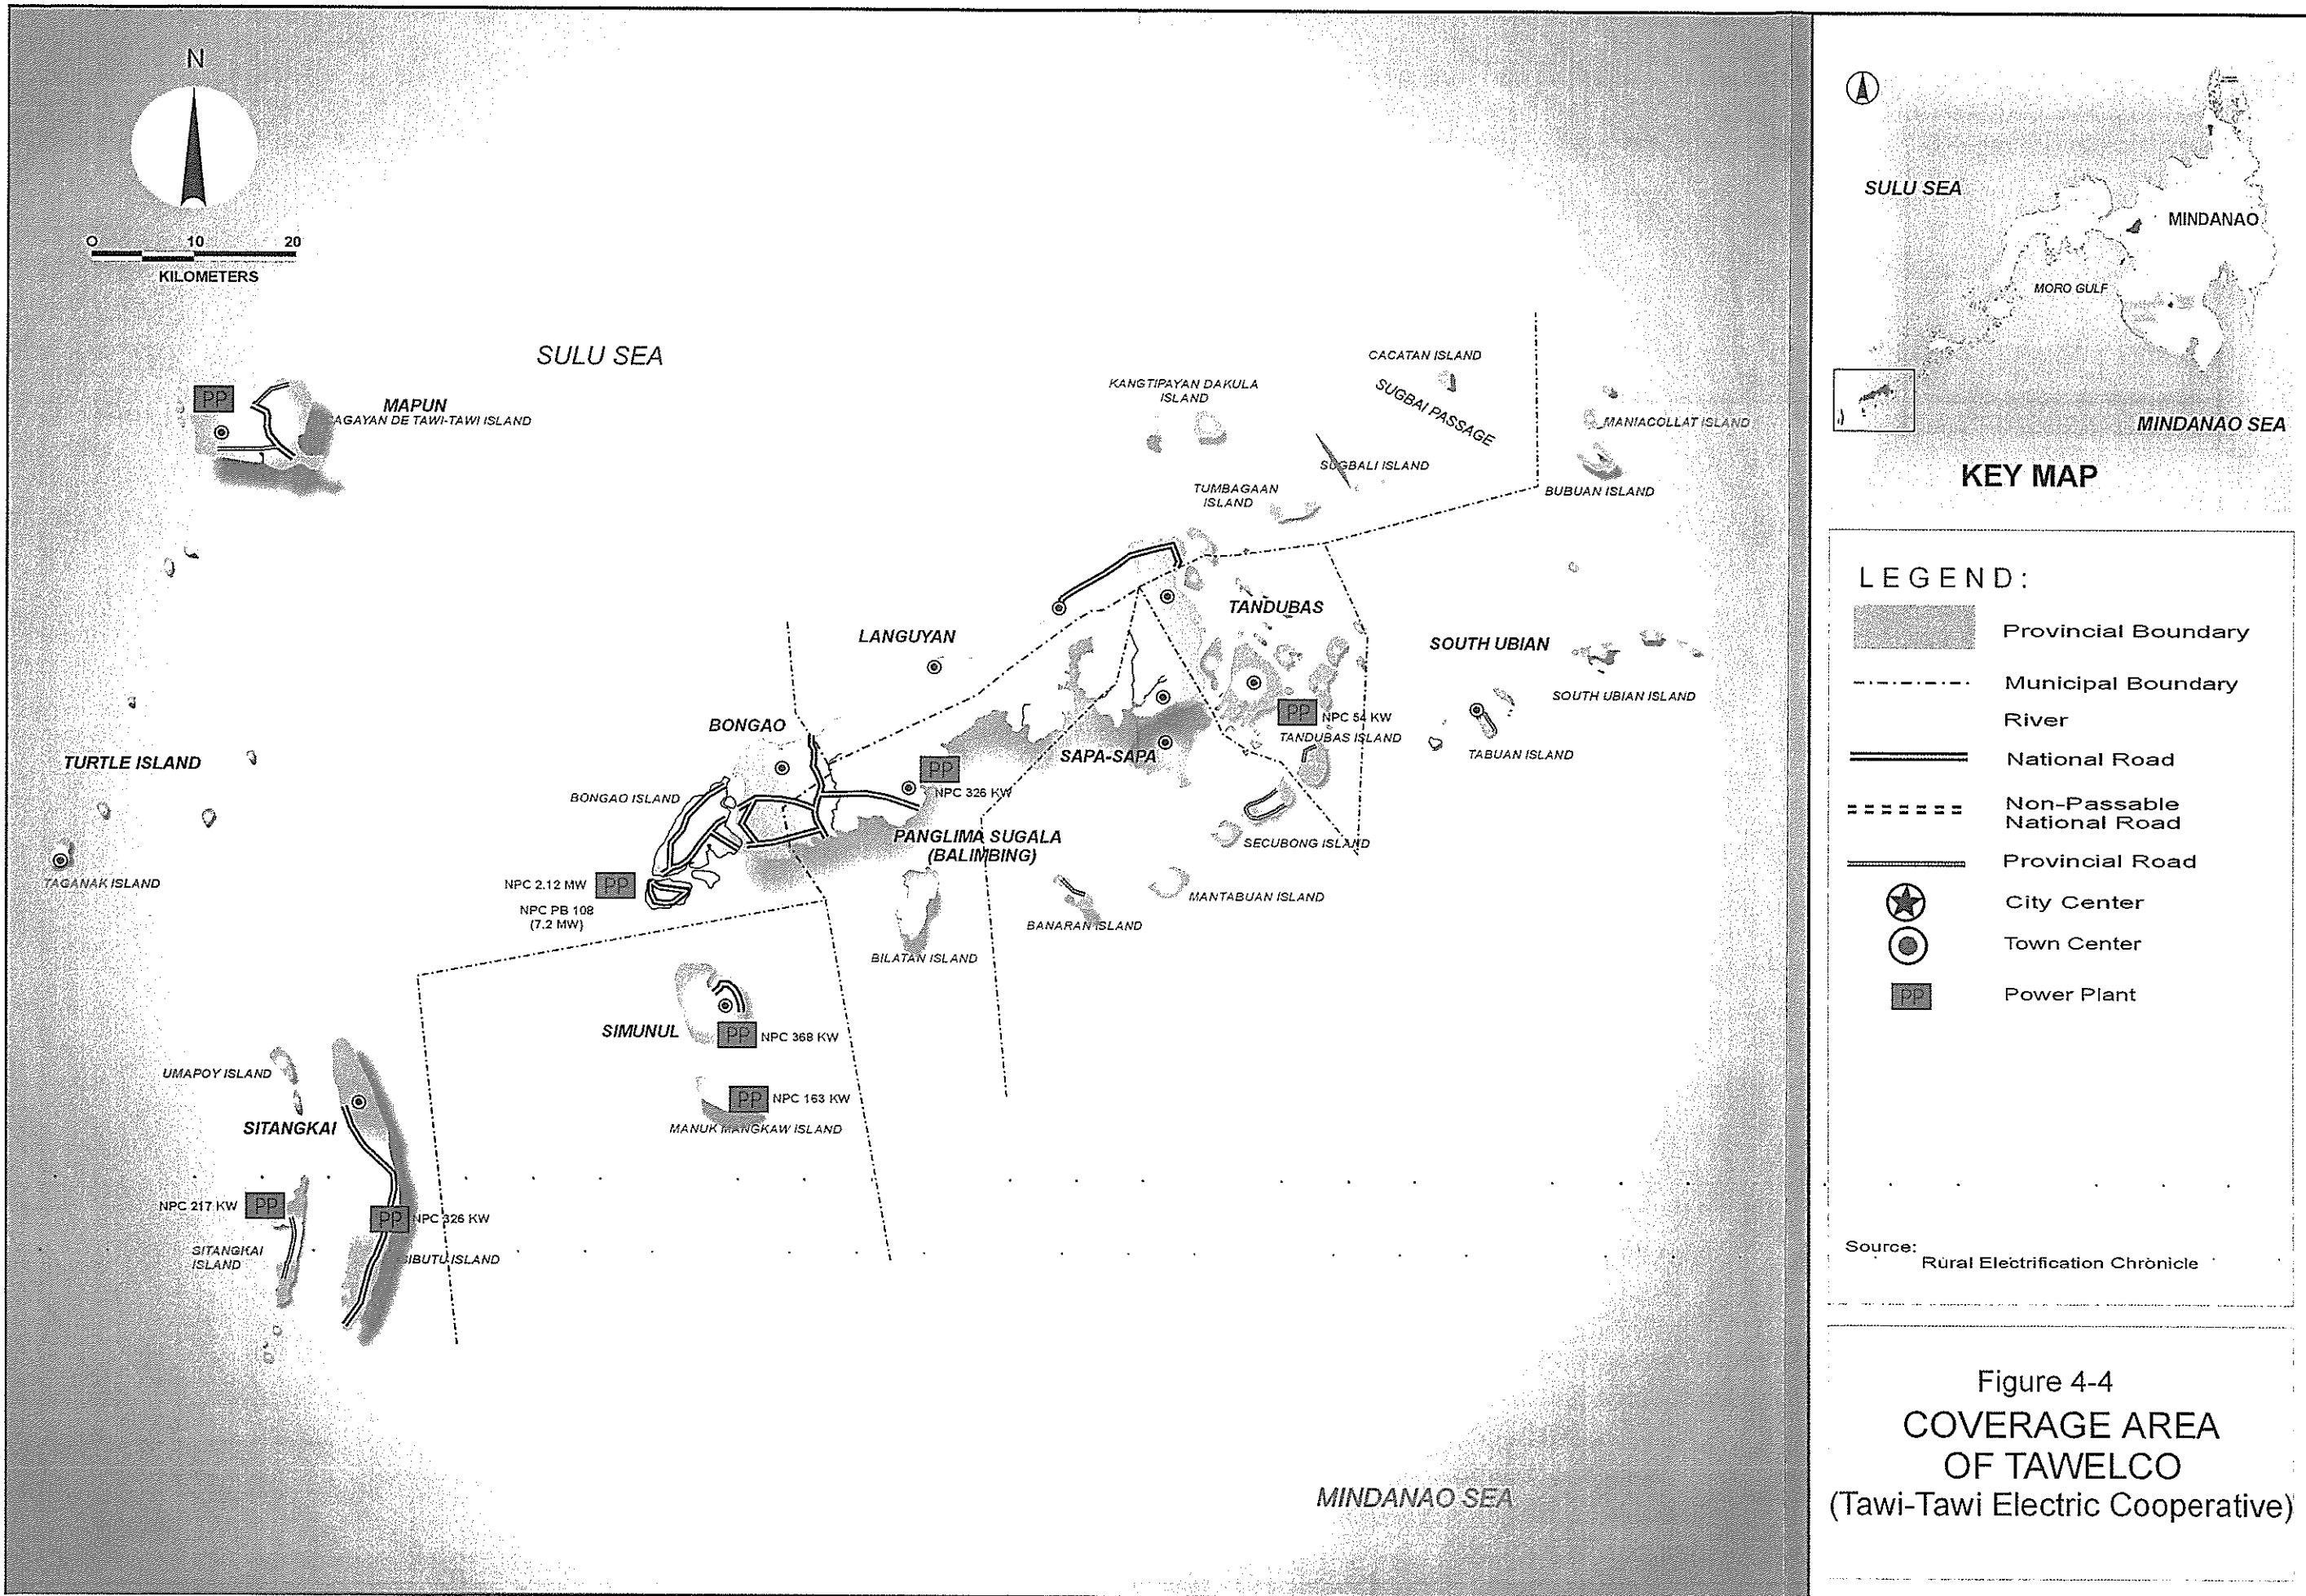 N
O 10 20
KILOMETERS
SULU SEA
PP
MAPUN
AGAYAN DE TAWI-TAWI ISLAND
KANGTIPAYAN DAKULA
ISLAND
CACATAN ISLAND
SUGBAI PASSAGE
SUGBALI ISLAND
TUMBAGAAN
ISLAND
MANIACOLLAT ISLAND
BUBUAN ISLAND
TANDUBAS
LANGUYAN
SOUTH UBIAN
SOUTH UBIAN ISLAND
PP NPC 54 KW
TANDUBAS ISLAND
TABUAN ISLAND
BONGAO
SAPA-SAPA
TURTLE ISLAND
BONGAO ISLAND
PP
NPC 326 KW
PANGLIMA SUGALA
(BALIMBING)
SECUBONG ISLAND
TAGANAK ISLAND
NPC 2.12 MW PP
NPC PB 108
(7.2 MW)
MANTABUAN ISLAND
BANARAN ISLAND
BILATAN ISLAND
SIMUNUL
PP NPC 368 KW
PP NPC 163 KW
MANUK MANGKAW ISLAND
UMAPOY ISLAND
SITANGKAI
NPC 217 KW PP
PP NPC 326 KW
SITANGKAI
ISLAND
SIBUTU ISLAND
MINDANAO SEA
SULU SEA
MINDANAO
MORO GULF
MINDANAO SEA
KEY MAP
LEGEND:
Provincial Boundary
Municipal Boundary
River
National Road
Non-Passable
National Road
Provincial Road
City Center
Town Center
PP Power Plant
Source:
Rural Electrification Chronicle
Figure 4-4
COVERAGE AREA
OF TAWELCO
(Tawi-Tawi Electric Cooperative)